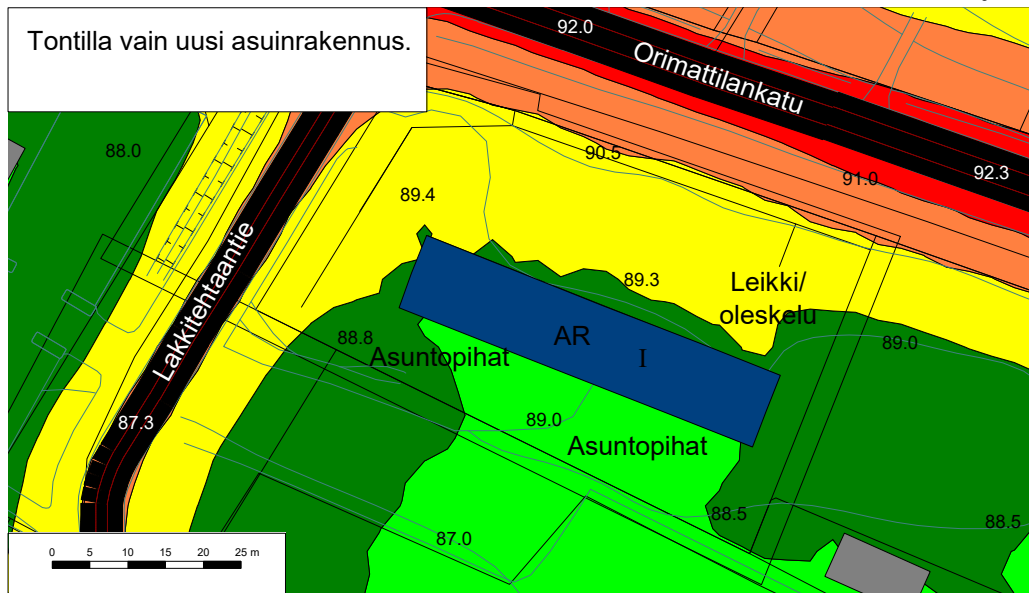 Tontilla vain uusi asuinrakennus.
92.0
Orimattilankatu
88.0
90.5
91.0
92.3
89.4
Lakkitehtaantie
89.3
Leikki/
oleskelu
88.8
Asuntopihat
AR
I
89.0
87.3
89.0
Asuntopihat
88.5
88.5
87.0
0 5 10 15 20 25 m